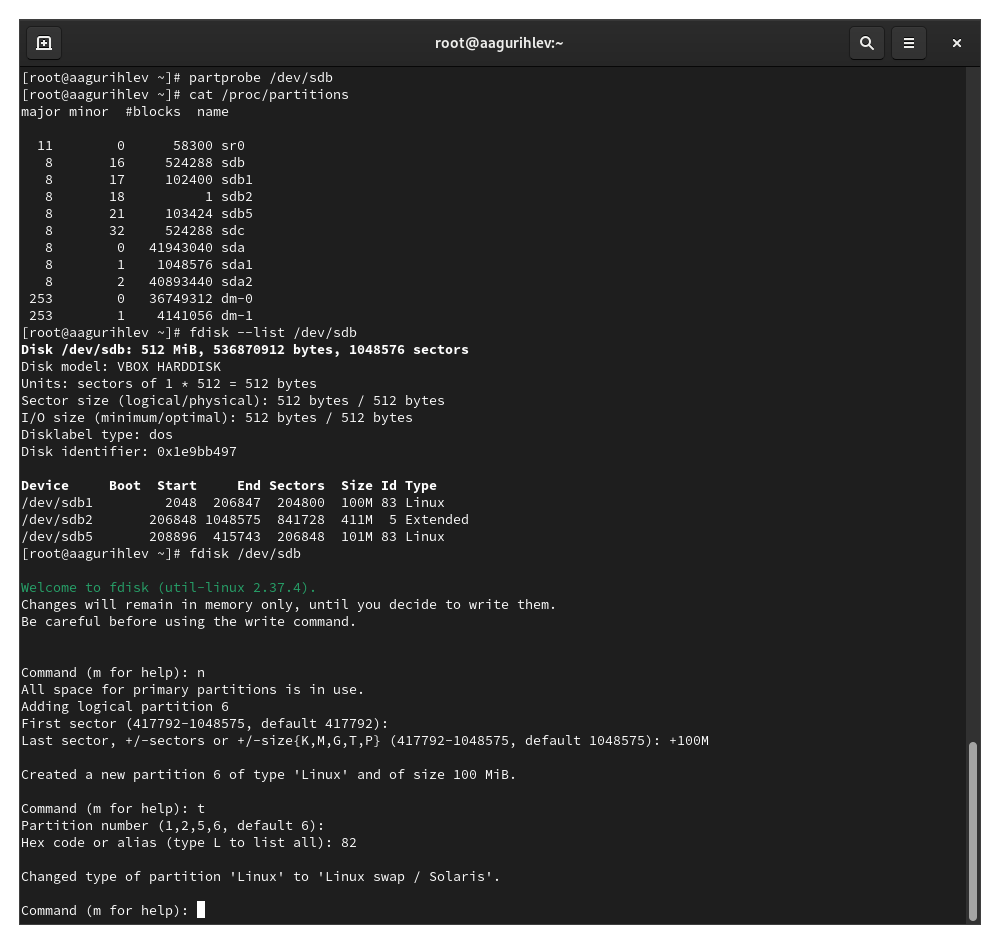 root@aagurihlev:~
[root@aagurihlev ~]# partprobe /dev/sdb
[root@aagurihlev ~]# cat /proc/partitions
major minor  #blocks  name

  11        0      58300 sr0
   8       16     524288 sdb
   8       17     102400 sdb1
   8       18          1 sdb2
   8       21     103424 sdb5
   8       32     524288 sdc
   8        0   41943040 sda
   8        1    1048576 sda1
   8        2   40893440 sda2
 253        0   36749312 dm-0
 253        1    4141056 dm-1
[root@aagurihlev ~]# fdisk --list /dev/sdb
Disk /dev/sdb: 512 MiB, 536870912 bytes, 1048576 sectors
Disk model: VBOX HARDDISK
Units: sectors of 1 * 512 = 512 bytes
Sector size (logical/physical): 512 bytes / 512 bytes
I/O size (minimum/optimal): 512 bytes / 512 bytes
Disklabel type: dos
Disk identifier: 0x1e9bb497

Device     Boot  Start     End Sectors  Size Id Type
/dev/sdb1         2048  206847  204800  100M 83 Linux
/dev/sdb2       206848 1048575  841728  411M  5 Extended
/dev/sdb5       208896  415743  206848  101M 83 Linux
[root@aagurihlev ~]# fdisk /dev/sdb

Welcome to fdisk (util-linux 2.37.4).
Changes will remain in memory only, until you decide to write them.
Be careful before using the write command.


Command (m for help): n
All space for primary partitions is in use.
Adding logical partition 6
First sector (417792-1048575, default 417792):
Last sector, +/-sectors or +/-size{K,M,G,T,P} (417792-1048575, default 1048575): +100M

Created a new partition 6 of type 'Linux' and of size 100 MiB.

Command (m for help): t
Partition number (1,2,5,6, default 6):
Hex code or alias (type L to list all): 82

Changed type of partition 'Linux' to 'Linux swap / Solaris'.

Command (m for help):